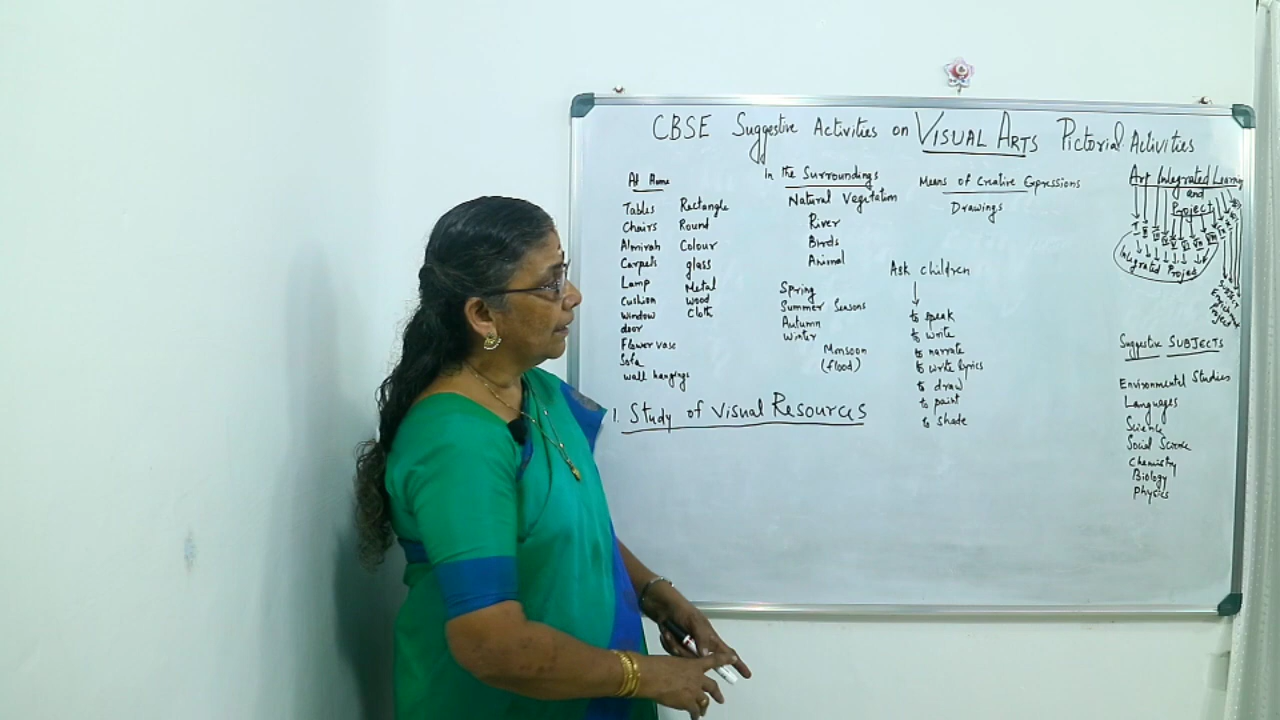 CBSE Suggestive Activities on VISUAL ARTS Pictorial Activities
At Home
Tables Rectangle
Chairs Round
Almirah Colour
Carpets glass
Lamp Metal
Cushion wood
window Cloth
door
Flower vase
Sofa
wall hangings
1. Study of Visual Resources
In the Surroundings
Natural Vegetation
River
Birds
Animal
Spring
Summer Seasons
Autumn
Winter
Monsoon
(flood)
Means of Creative Expressions
Drawings
Ask children
to speak
to write
to narrate
to write lyrics
to draw
to paint
to shade
Art Integrated Learning
and
Project
Integrated Project
Suggestive SUBJECTS
Environmental Studies
Languages
Science
Social Science
Chemistry
Biology
Physics